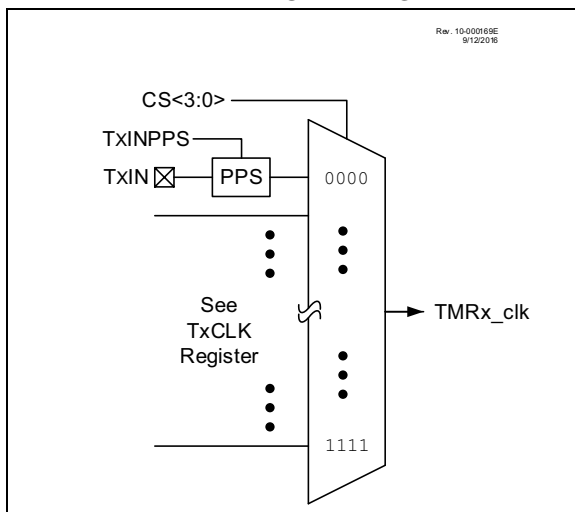 Rev. 10-000169E
9/12/2016
CS<3:0>
TxINPPS
TxIN
PPS
0000
See
TxCLK
Register
TMRx_clk
1111